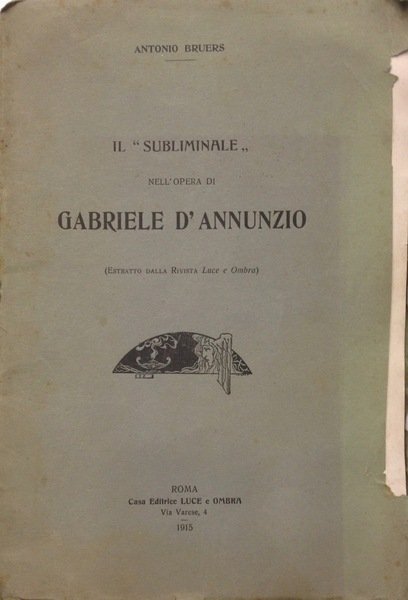 ANTONIO BRUERS
IL "SUBLIMINALE„
NELL'OPERA DI
GABRIELE D'ANNUNZIO
(ESTRATTO DALLA RIVISTA Luce e Ombra)
ROMA
Casa Editrice LUCE e OMBRA
Via Varese, 4
—
1915